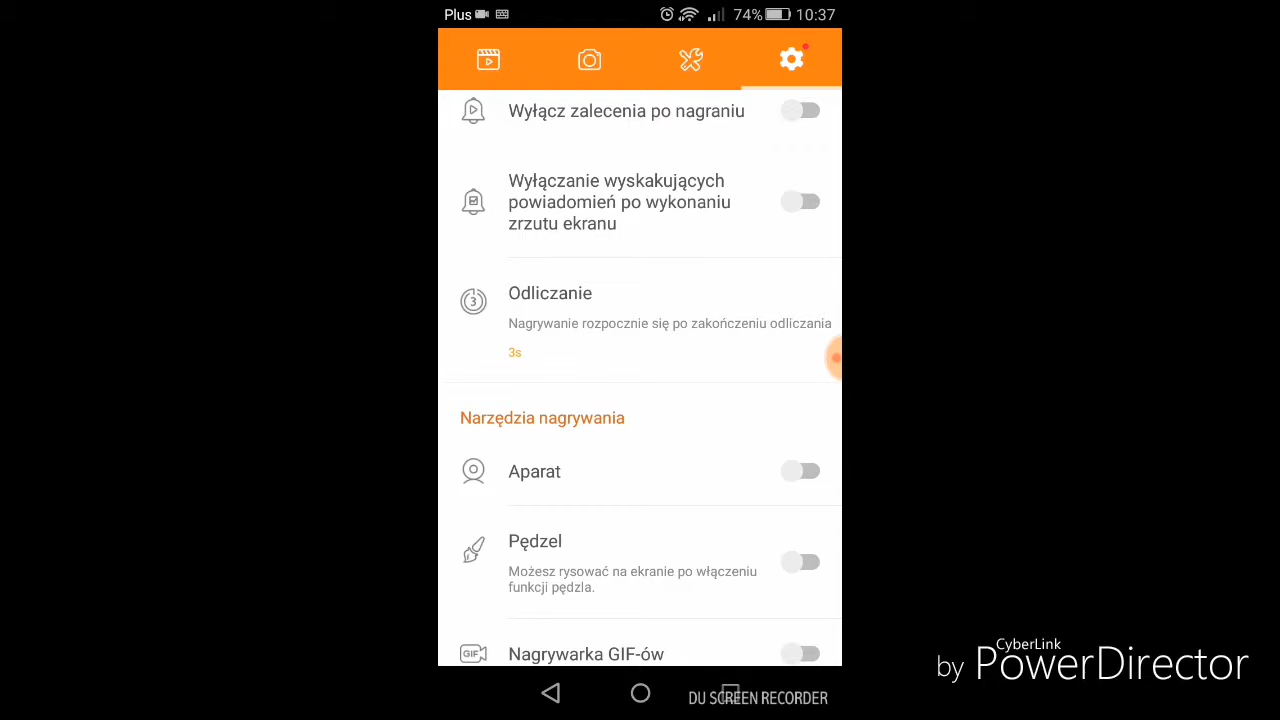 Plus 74% 10:37
Wyłącz zalecenia po nagraniu
Wyłączanie wyskakujących
powiadomień po wykonaniu
zrzutu ekranu
3
Odliczanie
Nagrywanie rozpocznie się po zakończeniu odliczania
3s
Narzędzia nagrywania
Aparat
Pędzel
Możesz rysować na ekranie po włączeniu
funkcji pędzla.
GIF Nagrywarka GIF-ów
DU SCREEN RECORDER
CyberLink
by PowerDirector